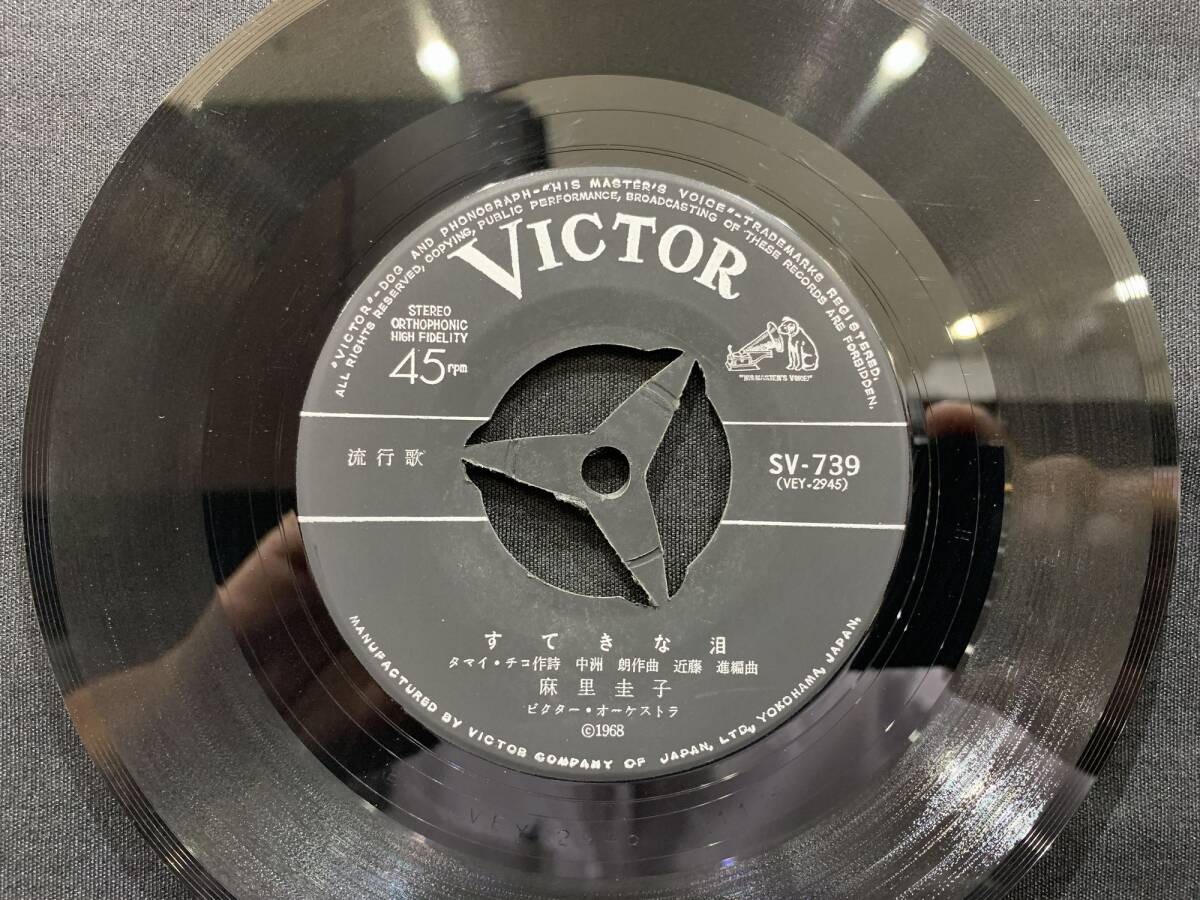 "VICTOR"–DOG AND PHONOGRAPH–"HIS MASTER'S VOICE"–TRADEMARKS REGISTERED,
ALL RIGHTS RESERVED, COPYING, PUBLIC PERFORMANCE, BROADCASTING OF THESE RECORDS ARE FORBIDDEN.
VICTOR
STEREO
ORTHOPHONIC
HIGH FIDELITY
45rpm
"HIS MASTER'S VOICE"
流行歌
SV-739
(VEY-2945)
すてきな泪
タマイ・チコ作詩 中洲 朗作曲 近藤 進編曲
麻里圭子
ビクター・オーケストラ
©1968
MANUFACTURED BY VICTOR COMPANY OF JAPAN, LTD, YOKOHAMA, JAPAN,